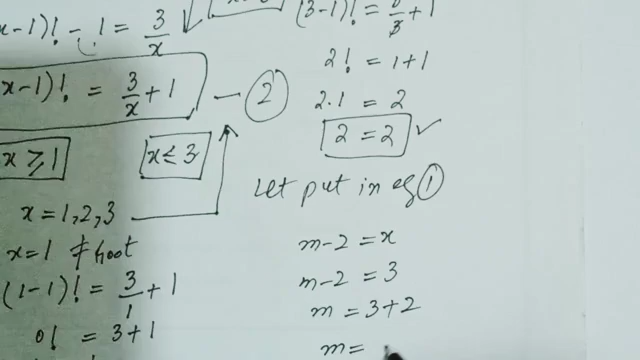 x-1)! - 1 = 3/x
x-1)! = 3/x + 1 — ②
x ≥ 1
x ≤ 3
x = 1,2,3
x=1 ≠ root
(1-1)! = 3/1 + 1
0! = 3+1
(3-1)! = 3/3 + 1
2! = 1+1
2.1 = 2
2 = 2 ✓
Let put in eq ①
m-2 = x
m-2 = 3
m = 3+2
m =